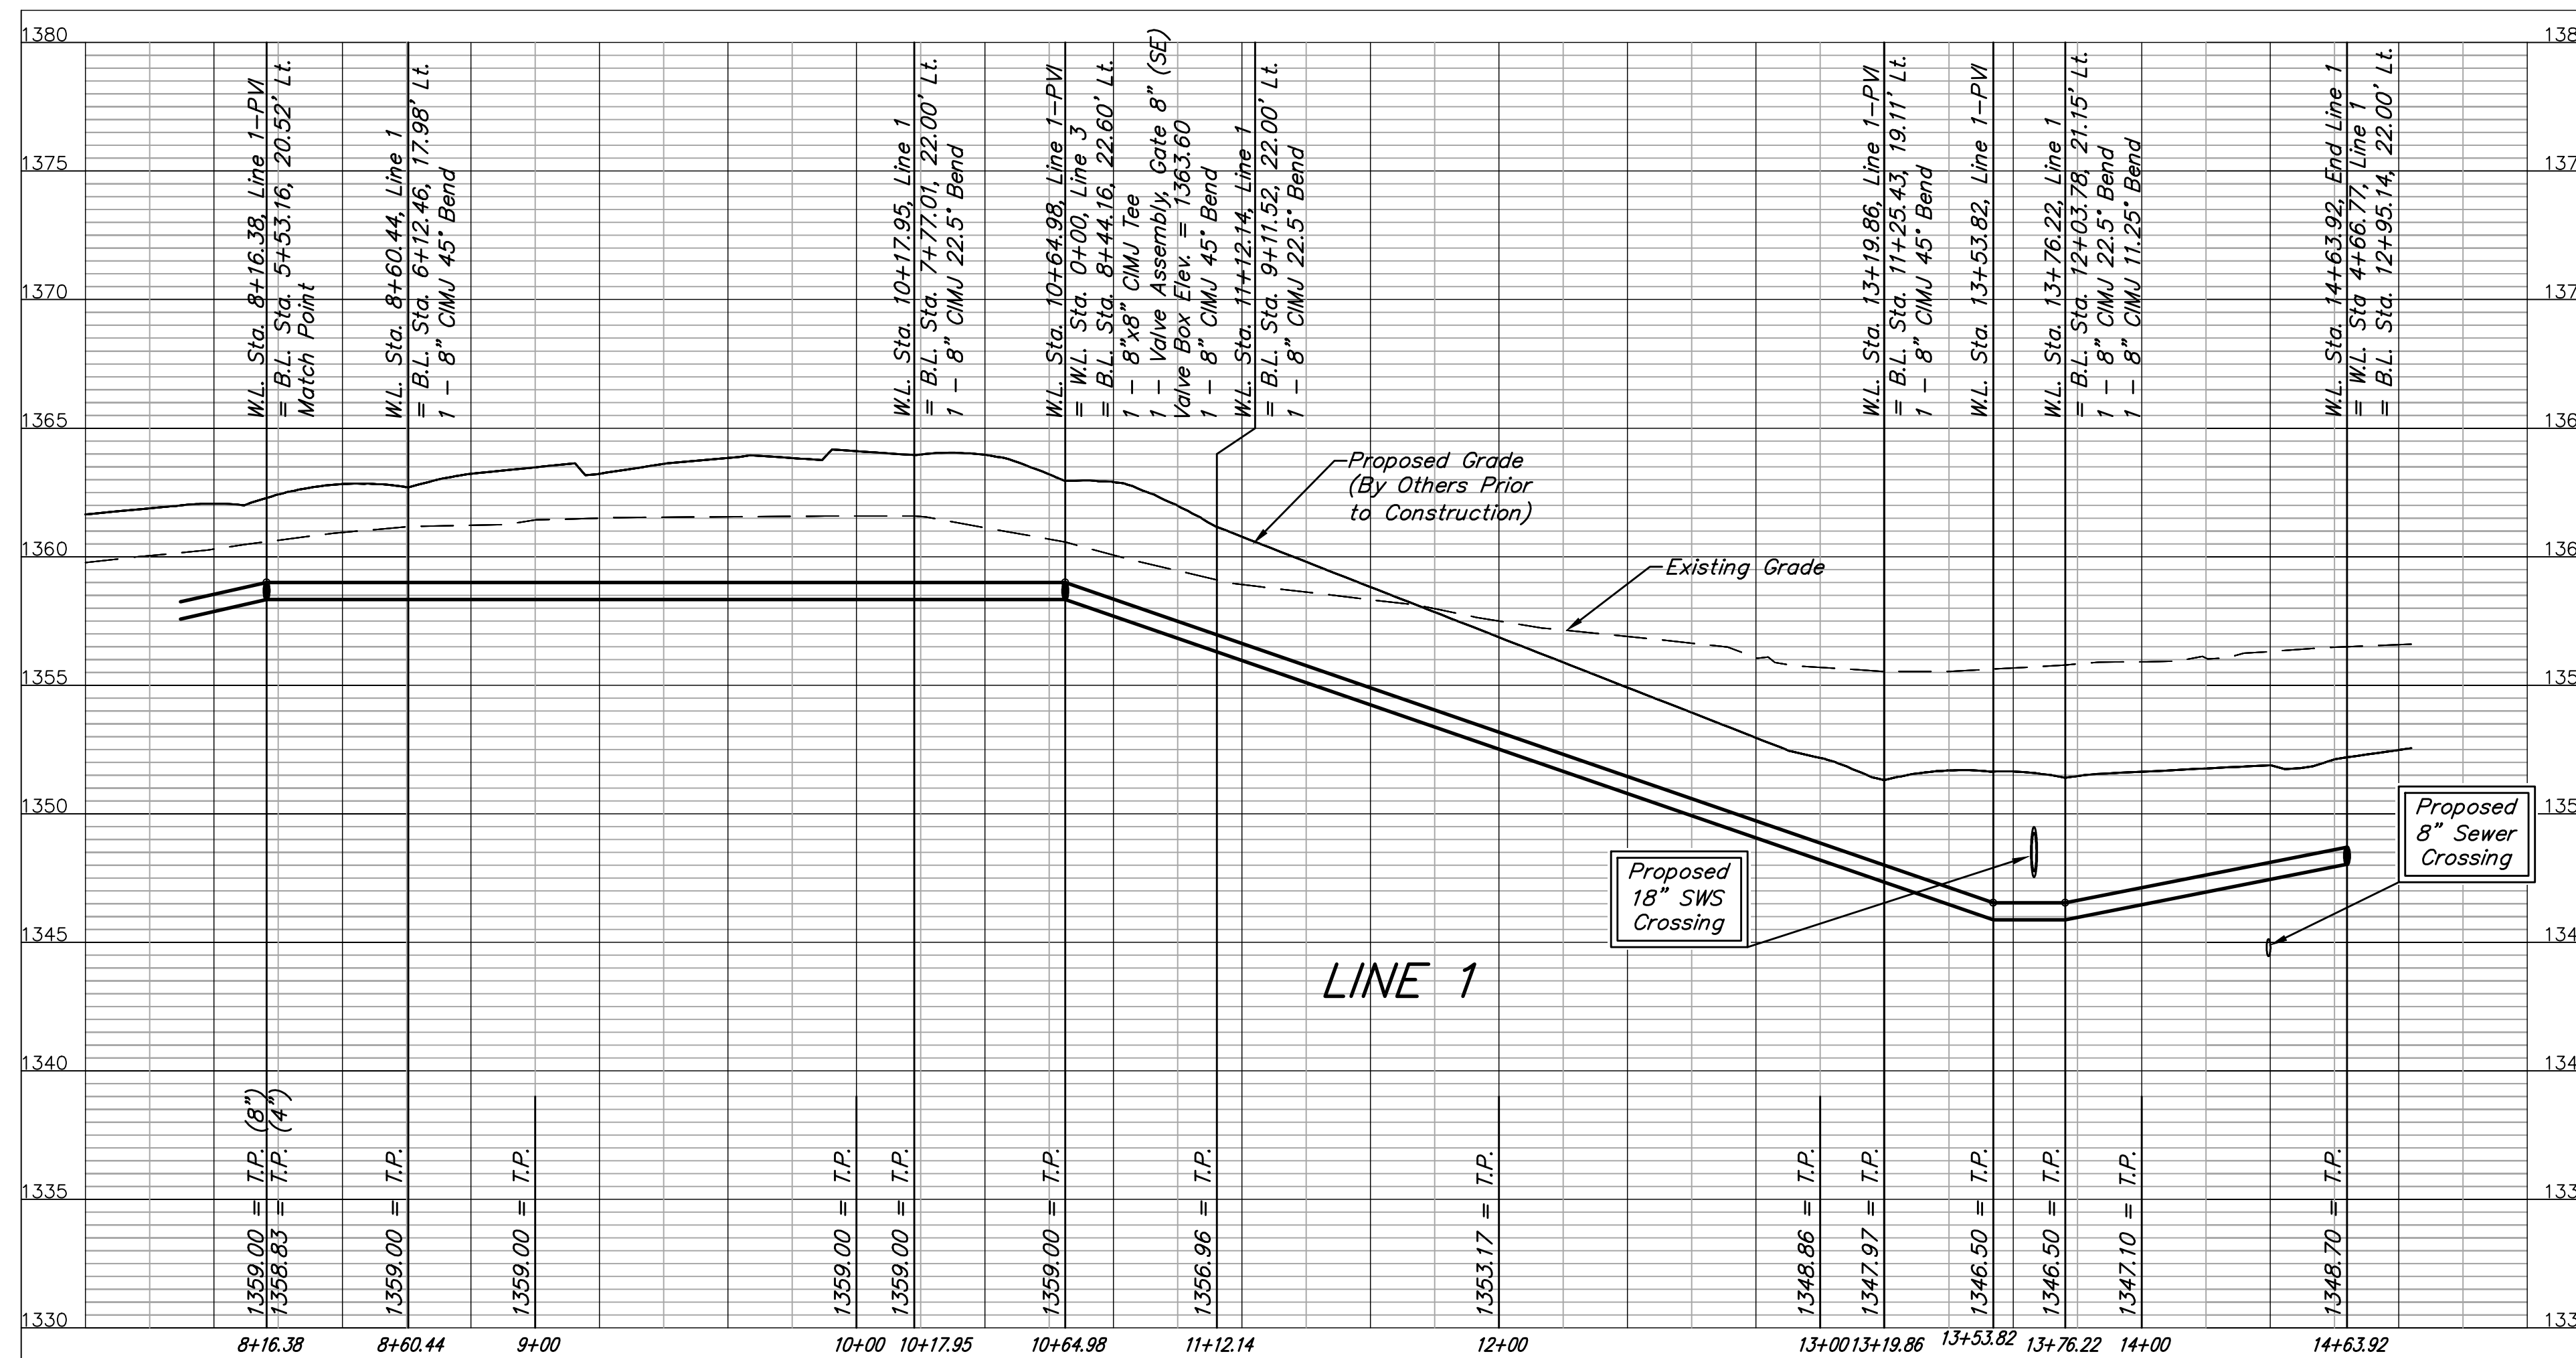 1380
1375
1370
1365
1360
1355
1350
1345
1340
1335
1330
W.L. Sta. 8+16.38, Line 1-PVI
= B.L. Sta. 5+53.16, 20.52' Lt.
Match Point
W.L. Sta. 8+60.44, Line 1
= B.L. Sta. 6+12.46, 17.98' Lt.
1 - 8" CIMJ 45° Bend
W.L. Sta. 10+17.95, Line 1
= B.L. Sta. 7+77.01, 22.00' Lt.
1 - 8" CIMJ 22.5° Bend
W.L. Sta. 10+64.98, Line 1-PVI
= W.L. Sta. 0+00, Line 3
= B.L. Sta. 8+44.16, 22.60' Lt.
1 - 8"x8" CIMJ Tee
1 - Valve Assembly, Gate 8" (SE)
Valve Box Elev. = 1363.60
1 - 8" CIMJ 45° Bend
W.L. Sta. 11+12.14, Line 1
= B.L. Sta. 9+11.52, 22.00' Lt.
1 - 8" CIMJ 22.5° Bend
W.L. Sta. 13+19.86, Line 1-PVI
= B.L. Sta. 11+25.43, 19.11' Lt.
1 - 8" CIMJ 45° Bend
W.L. Sta. 13+53.82, Line 1-PVI
W.L. Sta. 13+76.22, Line 1
= B.L. Sta. 12+03.78, 21.15' Lt.
1 - 8" CIMJ 22.5° Bend
1 - 8" CIMJ 11.25° Bend
W.L. Sta. 14+63.92, End Line 1
= W.L. Sta 4+66.77, Line 1
= B.L. Sta. 12+95.14, 22.00' Lt.
138
137
137
136
136
135
135
134
134
133
133
Proposed Grade
(By Others Prior
to Construction)
Existing Grade
Proposed
18" SWS
Crossing
Proposed
8" Sewer
Crossing
LINE 1
1359.00 = T.P. (8")
1358.83 = T.P. (4")
1359.00 = T.P.
1359.00 = T.P.
1359.00 = T.P.
1359.00 = T.P.
1359.00 = T.P.
1356.96 = T.P.
1353.17 = T.P.
1348.86 = T.P.
1347.97 = T.P.
1346.50 = T.P.
1346.50 = T.P.
1347.10 = T.P.
1348.70 = T.P.
8+16.38
8+60.44
9+00
10+00
10+17.95
10+64.98
11+12.14
12+00
13+00
13+19.86
13+53.82
13+76.22
14+00
14+63.92